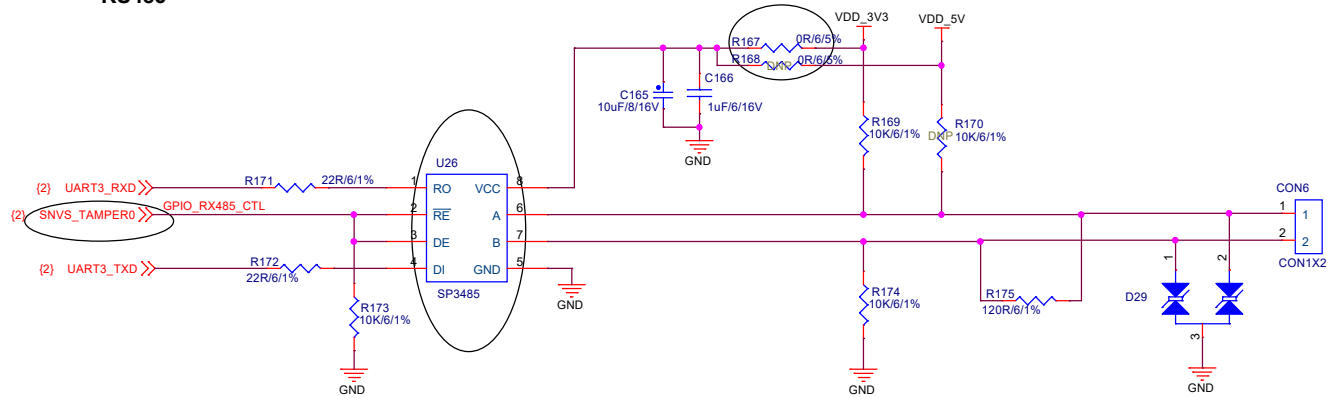 RS485
VDD_3V3
VDD_5V
R167
0R/6/5%
R168
DNP
0R/6/5%
C165
10uF/8/16V
C166
1uF/6/16V
GND
R169
10K/6/1%
R170
DNP
10K/6/1%
U26
{2} UART3_RXD
R171
22R/6/1%
1
RO
VCC
8
{2} SNVS_TAMPER0
GPIO_RX485_CTL
2
RE
A
6
3
DE
B
7
{2} UART3_TXD
R172
22R/6/1%
4
DI
GND
5
SP3485
GND
R173
10K/6/1%
GND
R174
10K/6/1%
GND
R175
120R/6/1%
D29
1
2
3
GND
CON6
1
1
2
2
CON1X2